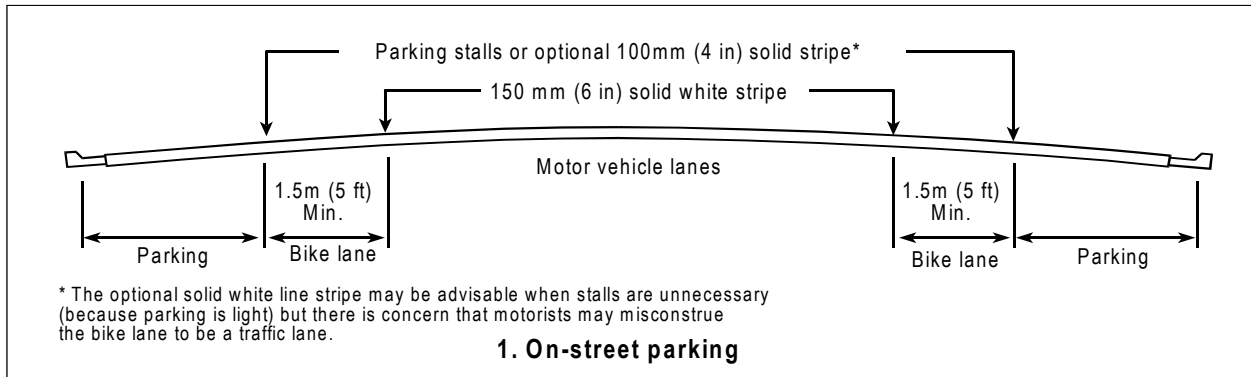 Parking stalls or optional 100mm (4 in) solid stripe*
150 mm (6 in) solid white stripe
Motor vehicle lanes
1.5m (5 ft)
Min.
1.5m (5 ft)
Min.
Parking
Bike lane
Bike lane
Parking
* The optional solid white line stripe may be advisable when stalls are unnecessary
(because parking is light) but there is concern that motorists may misconstrue
the bike lane to be a traffic lane.
1. On-street parking